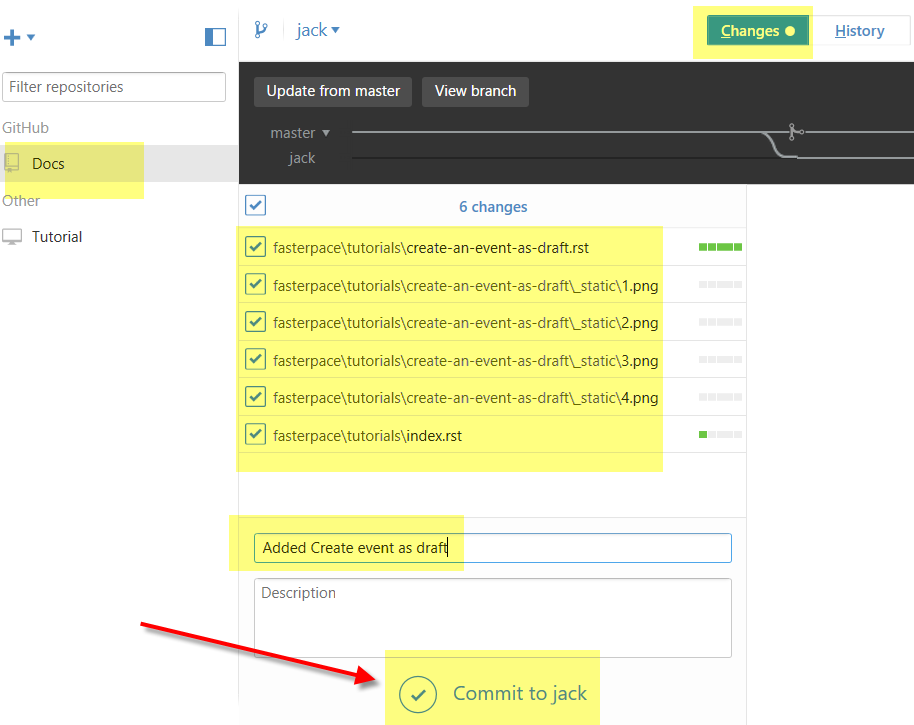 jack
Changes
History
Filter repositories
Update from master
View branch
GitHub
master
jack
Docs
Other
6 changes
Tutorial
fasterpace\tutorials\create-an-event-as-draft.rst
fasterpace\tutorials\create-an-event-as-draft\_static\1.png
fasterpace\tutorials\create-an-event-as-draft\_static\2.png
fasterpace\tutorials\create-an-event-as-draft\_static\3.png
fasterpace\tutorials\create-an-event-as-draft\_static\4.png
fasterpace\tutorials\index.rst
Added Create event as draft
Description
Commit to jack